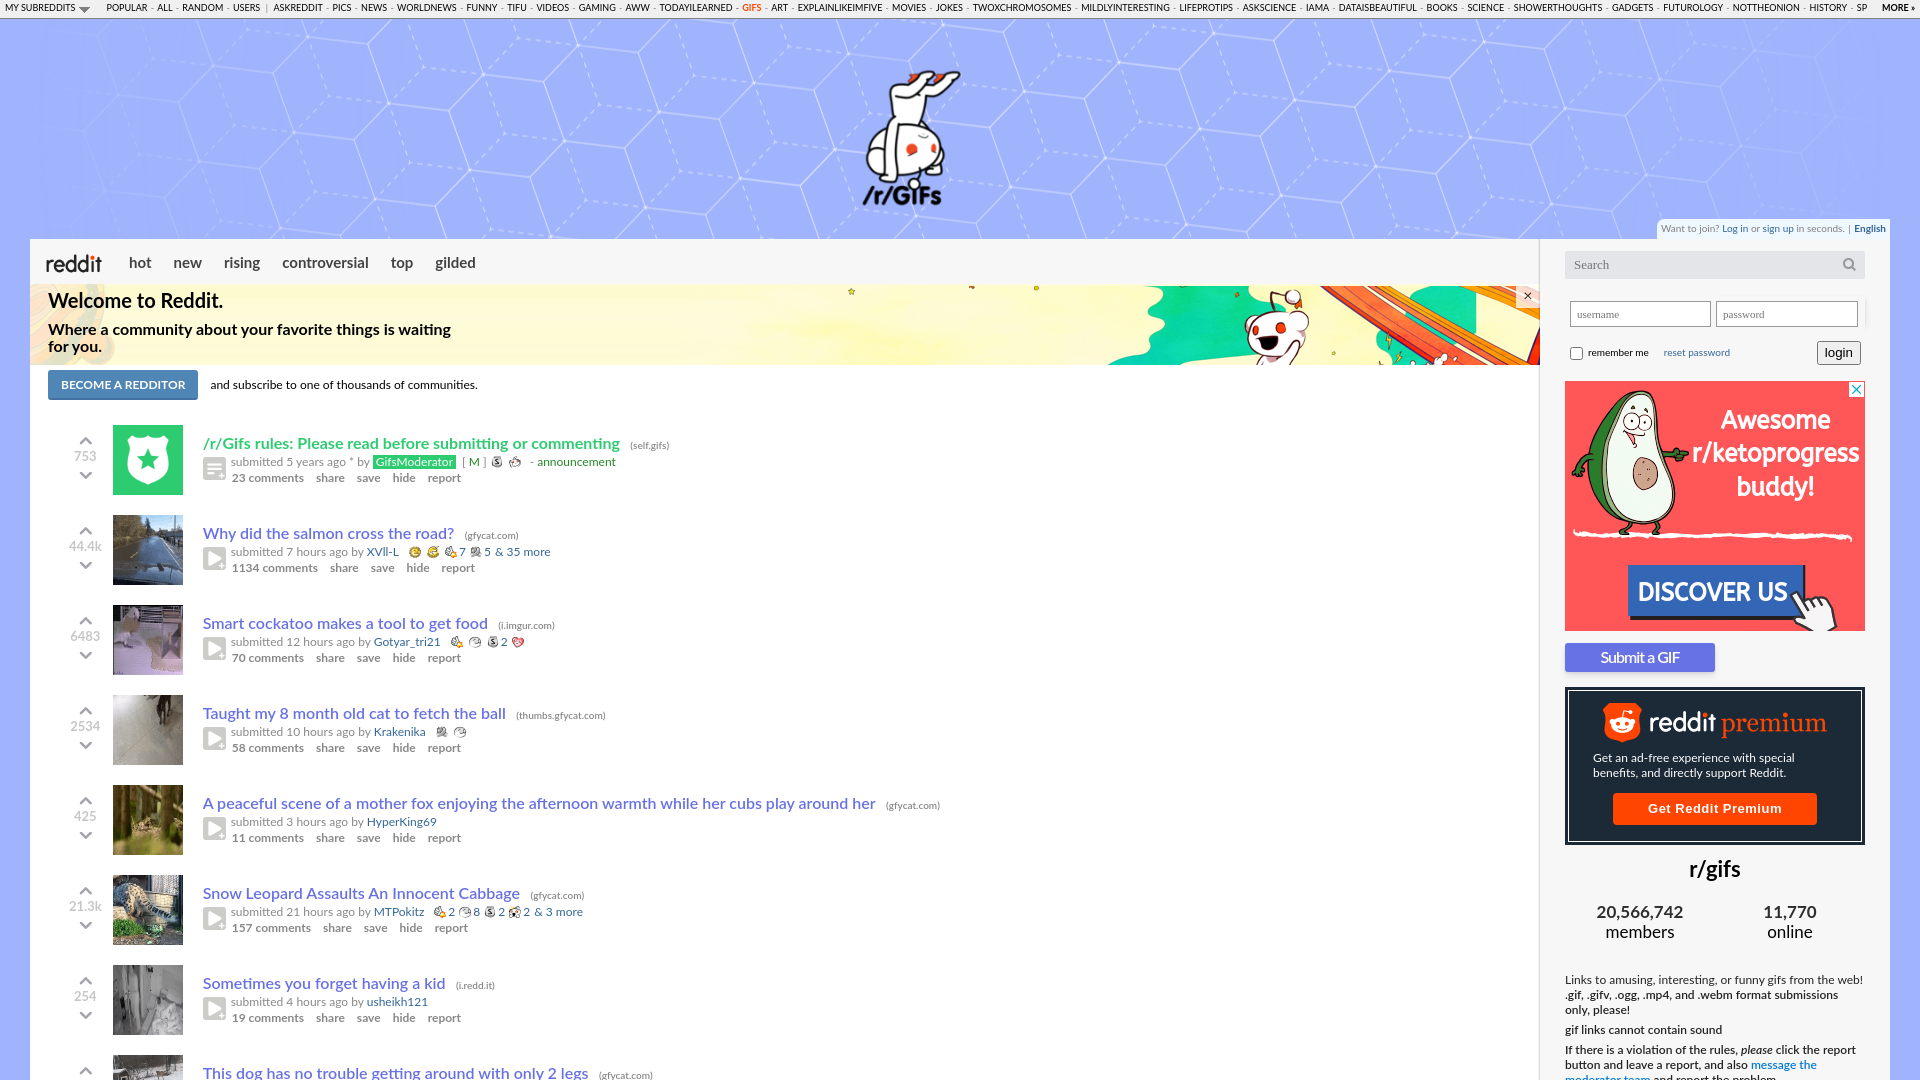 MY SUBREDDITS POPULAR - ALL - RANDOM - USERS | ASKREDDIT - PICS - NEWS - WORLDNEWS - FUNNY - TIFU - VIDEOS - GAMING - AWW - TODAYILEARNED - GIFS - ART - EXPLAINLIKEIMFIVE - MOVIES - JOKES - TWOXCHROMOSOMES - MILDLYINTERESTING - LIFEPROTIPS - ASKSCIENCE - IAMA - DATAISBEAUTIFUL - BOOKS - SCIENCE - SHOWERTHOUGHTS - GADGETS - FUTUROLOGY - NOTTHEONION - HISTORY - SP MORE »
/r/GIFs
Want to join? Log in or sign up in seconds. | English
reddit hot new rising controversial top gilded
Welcome to Reddit.
Where a community about your favorite things is waiting
for you.
×
BECOME A REDDITOR and subscribe to one of thousands of communities.
753
/r/Gifs rules: Please read before submitting or commenting (self.gifs)
submitted 5 years ago * by GifsModerator [ M ] - announcement
23 comments share save hide report
44.4k
Why did the salmon cross the road? (gfycat.com)
submitted 7 hours ago by XVll-L 7 5 & 35 more
1134 comments share save hide report
6483
Smart cockatoo makes a tool to get food (i.imgur.com)
submitted 12 hours ago by Gotyar_tri21 2
70 comments share save hide report
2534
Taught my 8 month old cat to fetch the ball (thumbs.gfycat.com)
submitted 10 hours ago by Krakenika
58 comments share save hide report
425
A peaceful scene of a mother fox enjoying the afternoon warmth while her cubs play around her (gfycat.com)
submitted 3 hours ago by HyperKing69
11 comments share save hide report
21.3k
Snow Leopard Assaults An Innocent Cabbage (gfycat.com)
submitted 21 hours ago by MTPokitz 2 8 2 2 & 3 more
157 comments share save hide report
254
Sometimes you forget having a kid (i.redd.it)
submitted 4 hours ago by usheikh121
19 comments share save hide report
This dog has no trouble getting around with only 2 legs (gfycat.com)
Search
username password
remember me reset password login
Awesome
r/ketoprogress
buddy!
DISCOVER US
Submit a GIF
reddit premium
Get an ad-free experience with special
benefits, and directly support Reddit.
Get Reddit Premium
r/gifs
20,566,742 11,770
members online
Links to amusing, interesting, or funny gifs from the web!
.gif, .gifv, .ogg, .mp4, and .webm format submissions
only, please!
gif links cannot contain sound
If there is a violation of the rules, please click the report
button and leave a report, and also message the
moderator team and report the problem.